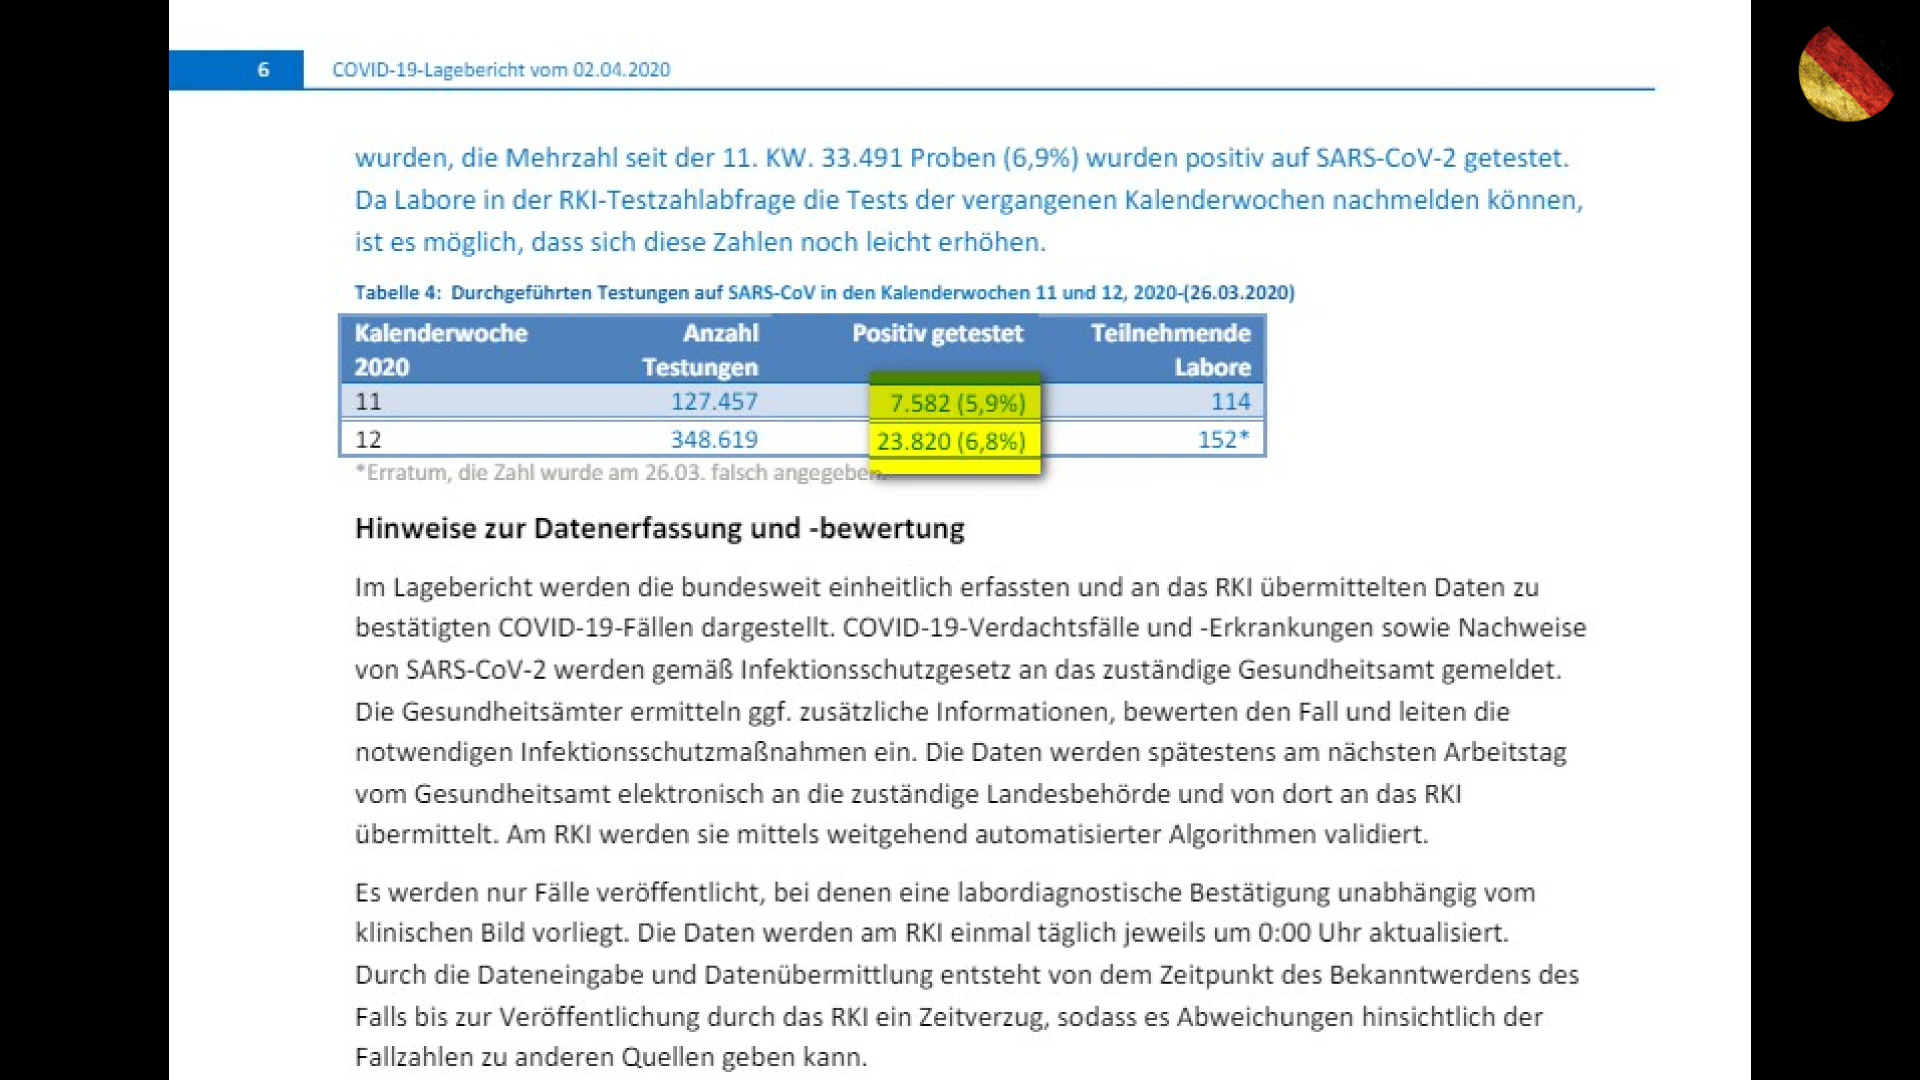 6 COVID-19-Lagebericht vom 02.04.2020
wurden, die Mehrzahl seit der 11. KW. 33.491 Proben (6,9%) wurden positiv auf SARS-CoV-2 getestet.
Da Labore in der RKI-Testzahlabfrage die Tests der vergangenen Kalenderwochen nachmelden können,
ist es möglich, dass sich diese Zahlen noch leicht erhöhen.
Tabelle 4: Durchgeführten Testungen auf SARS-CoV in den Kalenderwochen 11 und 12, 2020-(26.03.2020)
Kalenderwoche Anzahl Positiv getestet Teilnehmende
2020 Testungen Labore
11 127.457 7.582 (5,9%) 114
12 348.619 23.820 (6,8%) 152*
*Erratum, die Zahl wurde am 26.03. falsch angegeben.
Hinweise zur Datenerfassung und -bewertung
Im Lagebericht werden die bundesweit einheitlich erfassten und an das RKI übermittelten Daten zu
bestätigten COVID-19-Fällen dargestellt. COVID-19-Verdachtsfälle und -Erkrankungen sowie Nachweise
von SARS-CoV-2 werden gemäß Infektionsschutzgesetz an das zuständige Gesundheitsamt gemeldet.
Die Gesundheitsämter ermitteln ggf. zusätzliche Informationen, bewerten den Fall und leiten die
notwendigen Infektionsschutzmaßnahmen ein. Die Daten werden spätestens am nächsten Arbeitstag
vom Gesundheitsamt elektronisch an die zuständige Landesbehörde und von dort an das RKI
übermittelt. Am RKI werden sie mittels weitgehend automatisierter Algorithmen validiert.
Es werden nur Fälle veröffentlicht, bei denen eine labordiagnostische Bestätigung unabhängig vom
klinischen Bild vorliegt. Die Daten werden am RKI einmal täglich jeweils um 0:00 Uhr aktualisiert.
Durch die Dateneingabe und Datenübermittlung entsteht von dem Zeitpunkt des Bekanntwerdens des
Falls bis zur Veröffentlichung durch das RKI ein Zeitverzug, sodass es Abweichungen hinsichtlich der
Fallzahlen zu anderen Quellen geben kann.